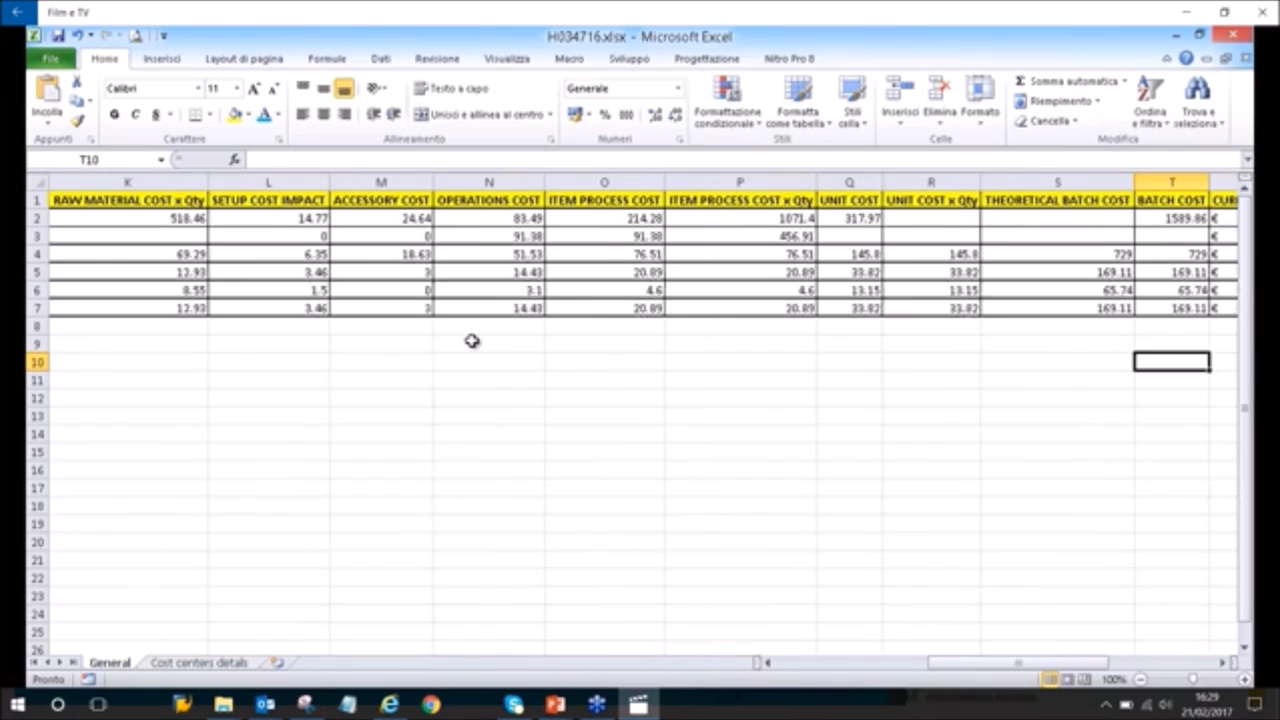 Film e TV
H034716.xlsx - Microsoft Excel
File Home Inserisci Layout di pagina Formule Dati Revisione Visualizza Macro Sviluppo Progettazione Nitro Pro 8
Incolla Calibri 11 Testo a capo Generale Formattazione condizionale Formatta come tabella Stili cella Inserisci Elimina Formato Somma automatica Ordina e filtra Trova e seleziona
G C S Unisci e allinea al centro % 000 Riempimento
Cancella
Appunti Carattere Allineamento Numeri Stili Celle Modifica
T10 fx
K L M N O P Q R S T
1 RAW MATERIAL COST x Qty SETUP COST IMPACT ACCESSORY COST OPERATIONS COST ITEM PROCESS COST ITEM PROCESS COST x Qty UNIT COST UNIT COST x Qty THEORETICAL BATCH COST BATCH COST CUR
2 518.46 14.77 24.64 83.49 214.28 1071.4 317.97 1589.86 €
3 0 0 91.38 91.38 456.91 €
4 69.29 6.35 18.63 51.53 76.51 76.51 145.8 145.8 729 729 €
5 12.93 3.46 3 14.43 20.89 20.89 33.82 33.82 169.11 169.11 €
6 8.55 1.5 0 3.1 4.6 4.6 13.15 13.15 65.74 65.74 €
7 12.93 3.46 3 14.43 20.89 20.89 33.82 33.82 169.11 169.11 €
8
9
10
11
12
13
14
15
16
17
18
19
20
21
22
23
24
25
26
General Cost centers details
Pronto 100%
16:29
21/02/2017